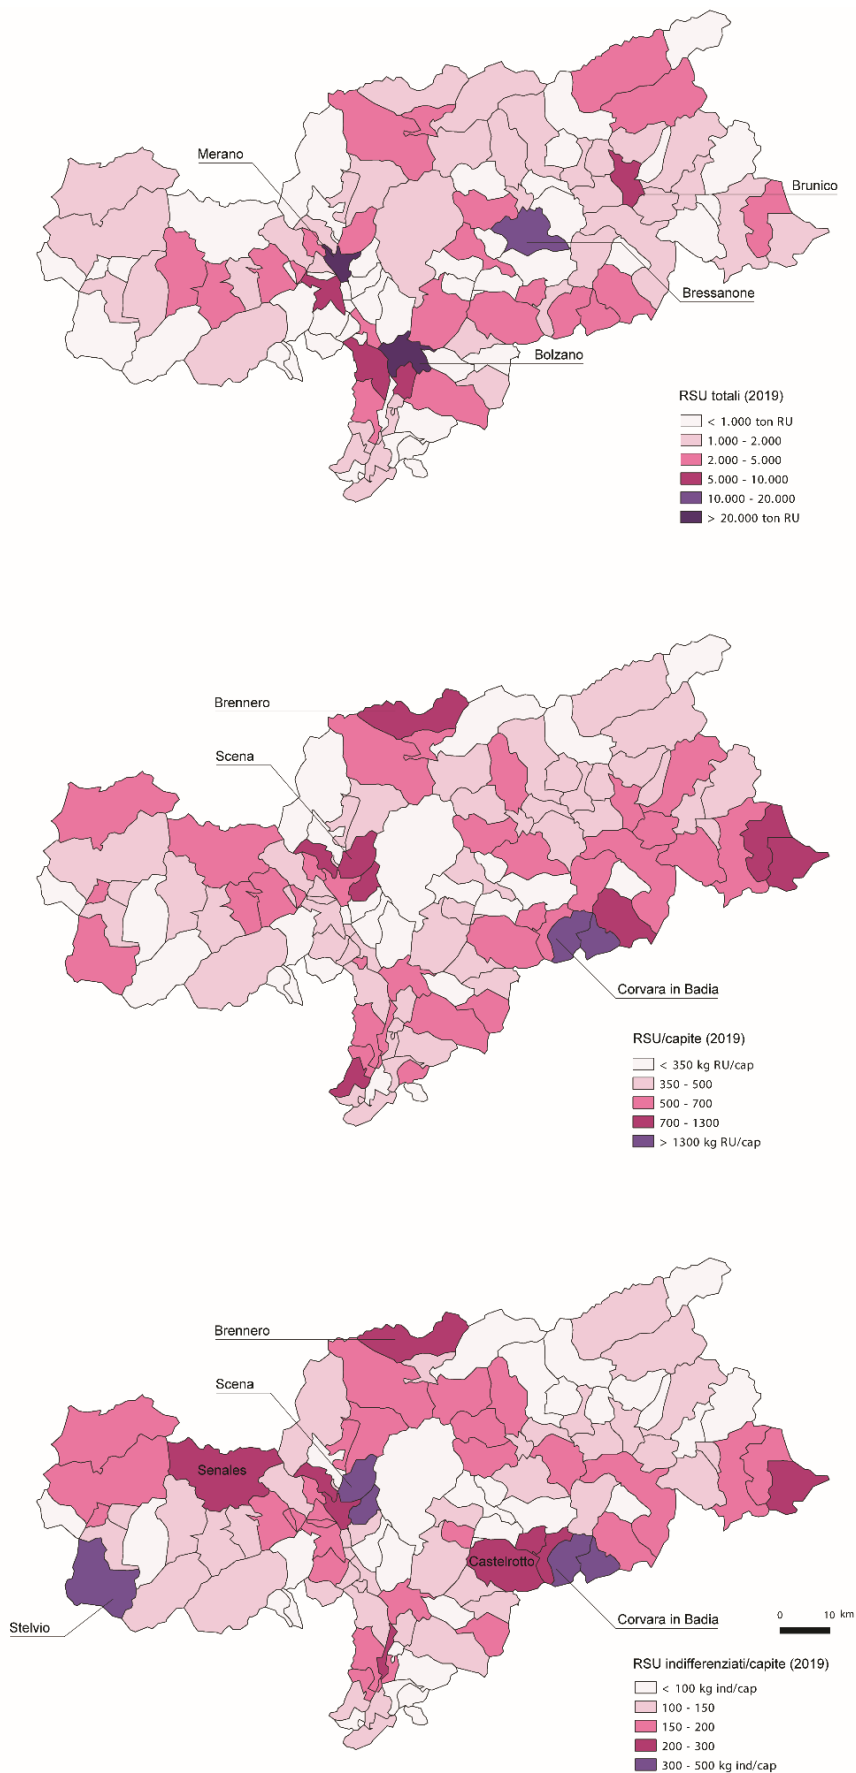 Merano
Brunico
Bressanone
Bolzano
RSU totali (2019)
< 1.000 ton RU
1.000 - 2.000
2.000 - 5.000
5.000 - 10.000
10.000 - 20.000
> 20.000 ton RU
Brennero
Scena
Corvara in Badia
RSU/capite (2019)
< 350 kg RU/cap
350 - 500
500 - 700
700 - 1300
> 1300 kg RU/cap
Brennero
Scena
Senales
Castelrotto
Stelvio
Corvara in Badia
0 10 km
RSU indifferenziati/capite (2019)
< 100 kg ind/cap
100 - 150
150 - 200
200 - 300
300 - 500 kg ind/cap